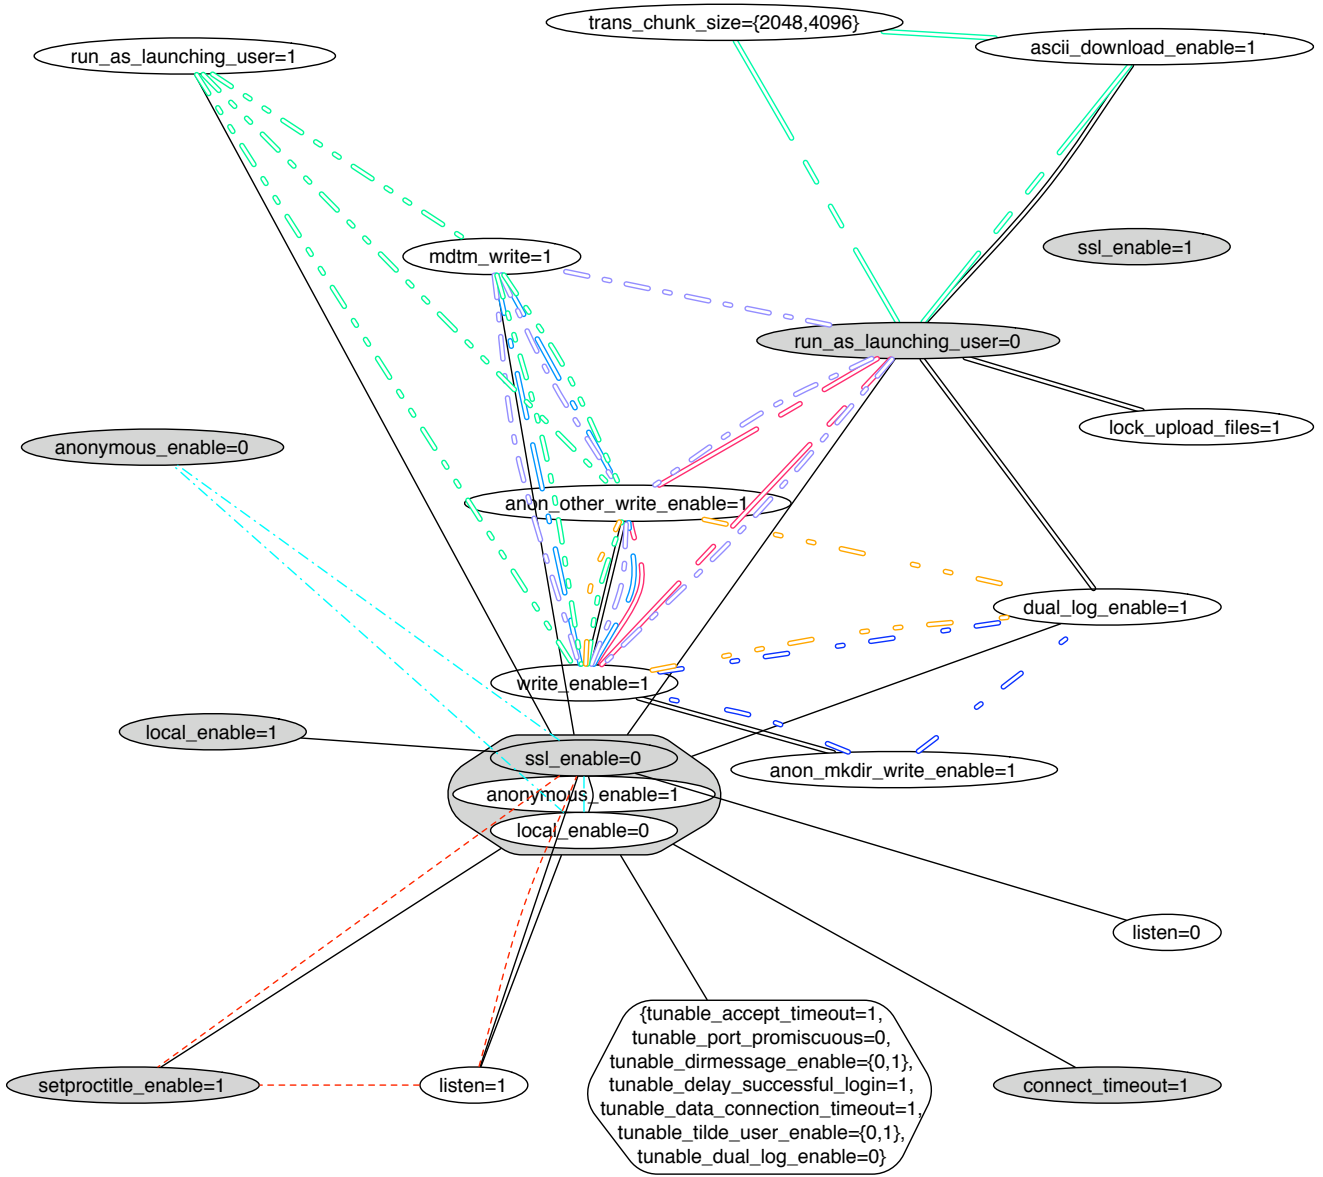 trans_chunk_size={2048,4096}
run_as_launching_user=1
ascii_download_enable=1
ssl_enable=1
mdtm_write=1
run_as_launching_user=0
lock_upload_files=1
anonymous_enable=0
anon_other_write_enable=1
dual_log_enable=1
write_enable=1
local_enable=1
ssl_enable=0
anon_mkdir_write_enable=1
anonymous_enable=1
local_enable=0
listen=0
{tunable_accept_timeout=1,
tunable_port_promiscuous=0,
tunable_dirmessage_enable={0,1},
tunable_delay_successful_login=1,
tunable_data_connection_timeout=1,
tunable_tilde_user_enable={0,1},
tunable_dual_log_enable=0}
setproctitle_enable=1
listen=1
connect_timeout=1